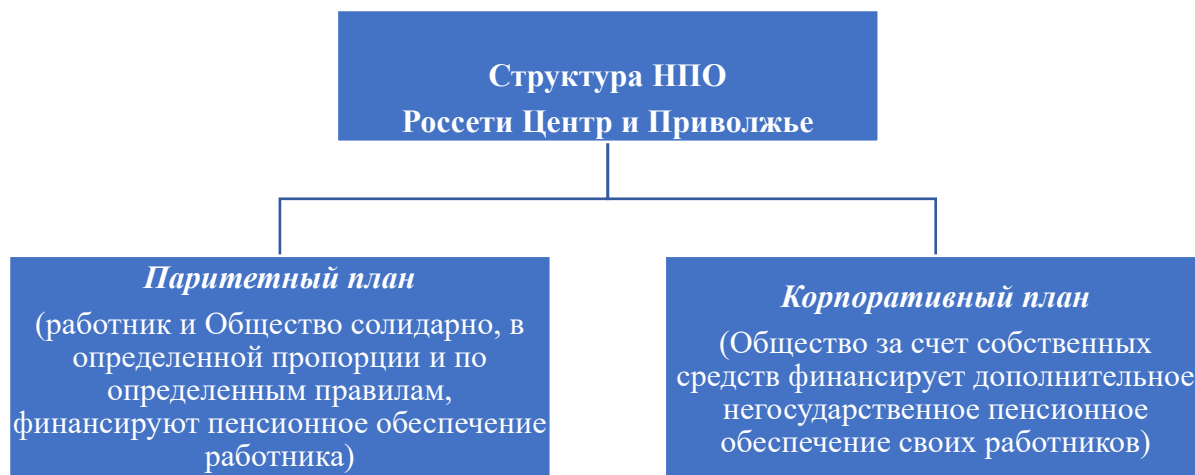 Структура НПО
Россети Центр и Приволжье
Паритетный план
(работник и Общество солидарно, в
определенной пропорции и по
определенным правилам,
финансируют пенсионное обеспечение
работника)
Корпоративный план
(Общество за счет собственных
средств финансирует дополнительное
негосударственное пенсионное
обеспечение своих работников)